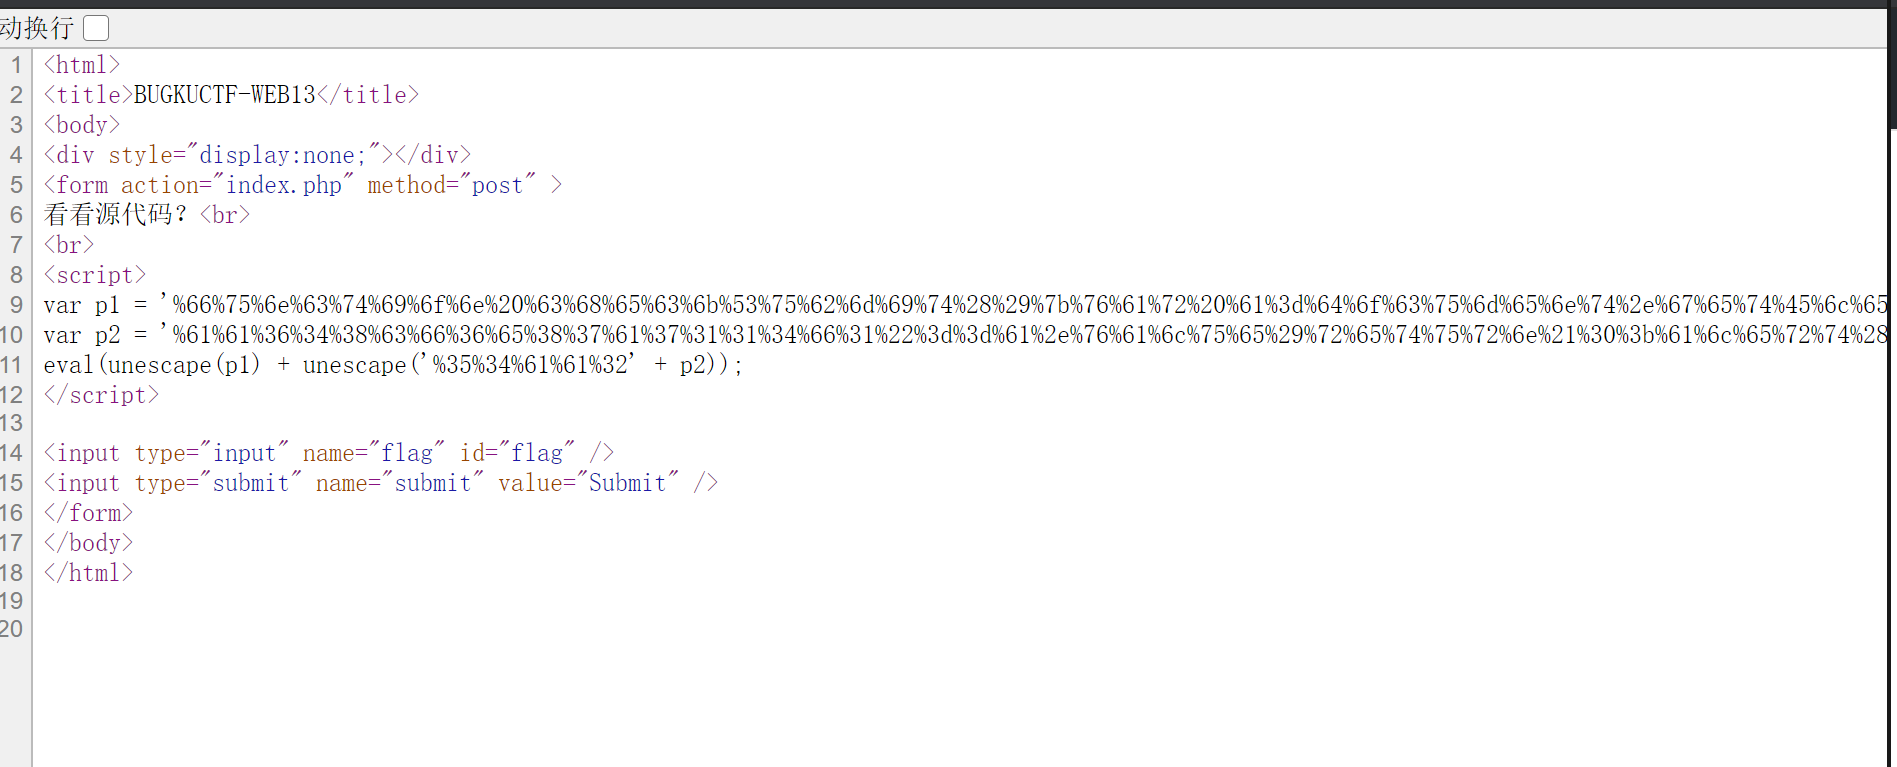 动换行
1 <html>
2 <title>BUGKUCTF-WEB13</title>
3 <body>
4 <div style="display:none;"></div>
5 <form action="index.php" method="post" >
6 看看源代码？<br>
7 <br>
8 <script>
9 var p1 = '%66%75%6e%63%74%69%6f%6e%20%63%68%65%63%6b%53%75%62%6d%69%74%28%29%7b%76%61%72%20%61%3d%64%6f%63%75%6d%65%6e%74%2e%67%65%74%45%6c%65
10 var p2 = '%61%61%36%34%38%63%66%36%65%38%37%61%37%31%31%34%66%31%22%3d%3d%61%2e%76%61%6c%75%65%29%72%65%74%75%72%6e%21%30%3b%61%6c%65%72%74%28
11 eval(unescape(p1) + unescape('%35%34%61%61%32' + p2));
12 </script>
13
14 <input type="input" name="flag" id="flag" />
15 <input type="submit" name="submit" value="Submit" />
16 </form>
17 </body>
18 </html>
19
20